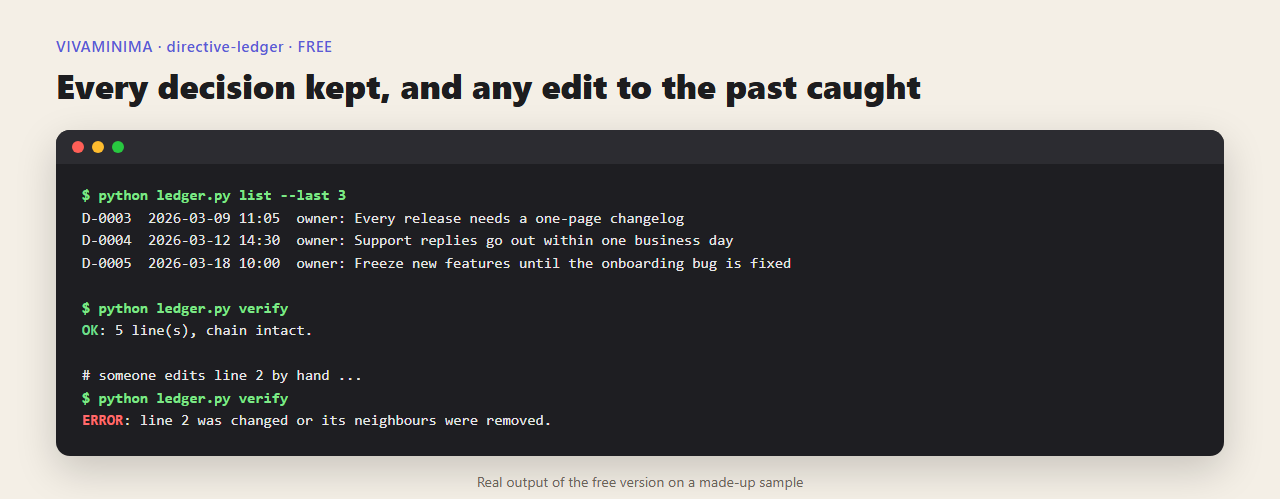 VIVAMINIMA · directive-ledger · FREE
Every decision kept, and any edit to the past caught
$ python ledger.py list --last 3
D-0003  2026-03-09 11:05  owner: Every release needs a one-page changelog
D-0004  2026-03-12 14:30  owner: Support replies go out within one business day
D-0005  2026-03-18 10:00  owner: Freeze new features until the onboarding bug is fixed
$ python ledger.py verify
OK: 5 line(s), chain intact.
# someone edits line 2 by hand ...
$ python ledger.py verify
ERROR: line 2 was changed or its neighbours were removed.
Real output of the free version on a made-up sample